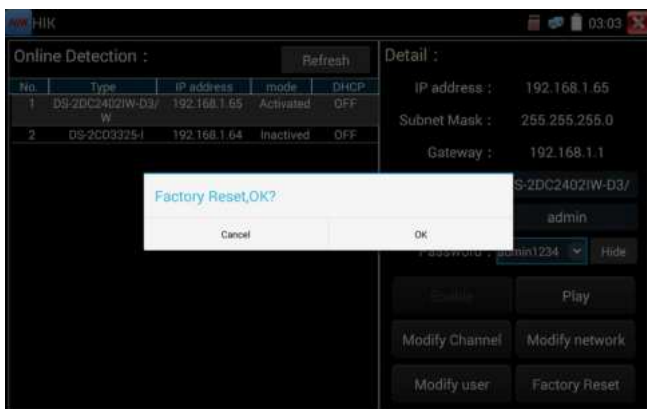 HIK
03:03
Online Detection :
Refresh
No. Type IP address mode DHCP
1 DS-2DC2402IW-D3/W 192.168.1.65 Activated OFF
2 DS-2CD3325-I 192.168.1.64 Inactived OFF
Detail :
IP address : 192.168.1.65
Subnet Mask : 255.255.255.0
Gateway : 192.168.1.1
S-2DC2402IW-D3/
admin
Password : admin1234 Hide
Factory Reset,OK?
Cancel OK
Enable Play
Modify Channel Modify network
Modify user Factory Reset